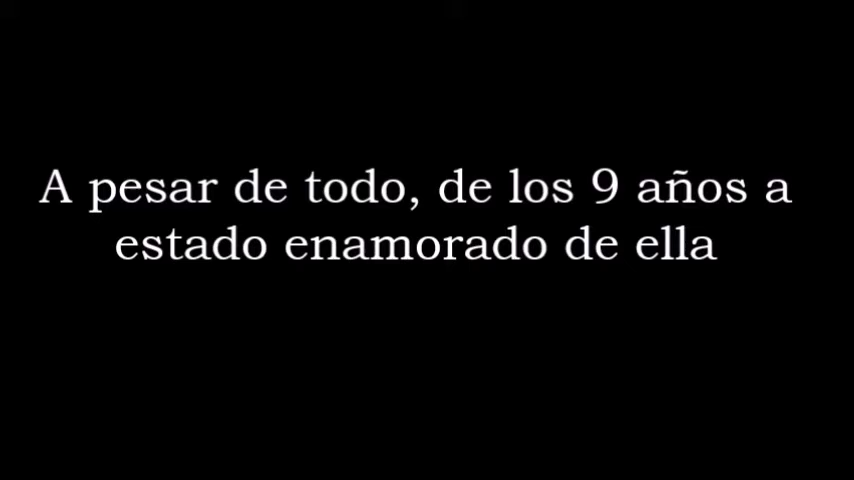 A pesar de todo, de los 9 años a
estado enamorado de ella